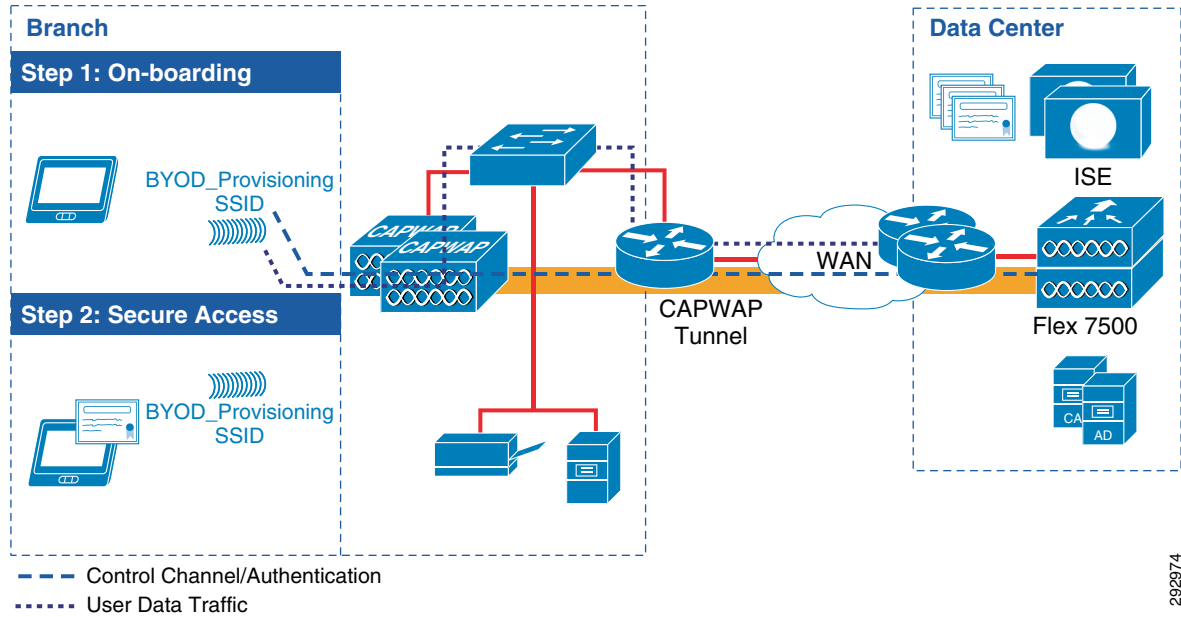 Branch
Step 1: On-boarding
BYOD_Provisioning
SSID
Step 2: Secure Access
BYOD_Provisioning
SSID
CAPWAP
CAPWAP
CAPWAP
Tunnel
WAN
Data Center
ISE
Flex 7500
CA
AD
Control Channel/Authentication
User Data Traffic
292974